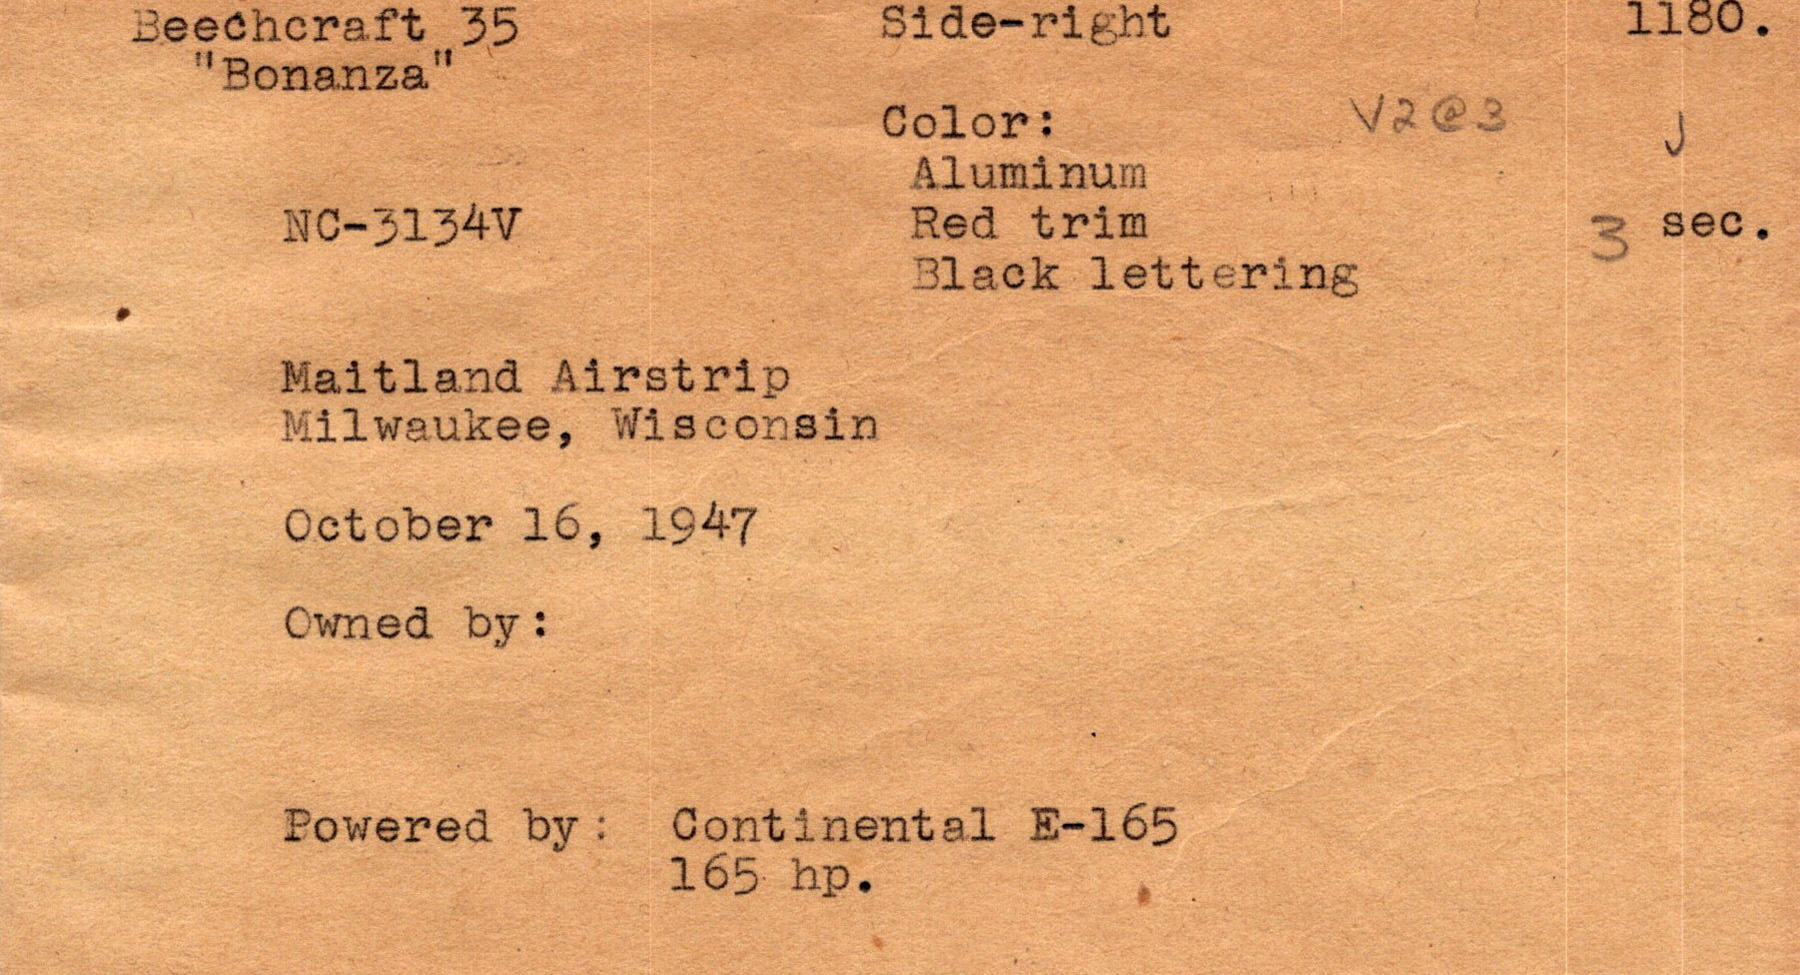 Beechcraft 35 Side-right 1180.
"Bonanza"
Color: V2@3 J
Aluminum
NC-3134V Red trim 3 sec.
Black lettering
Maitland Airstrip
Milwaukee, Wisconsin
October 16, 1947
Owned by:
Powered by: Continental E-165
165 hp.